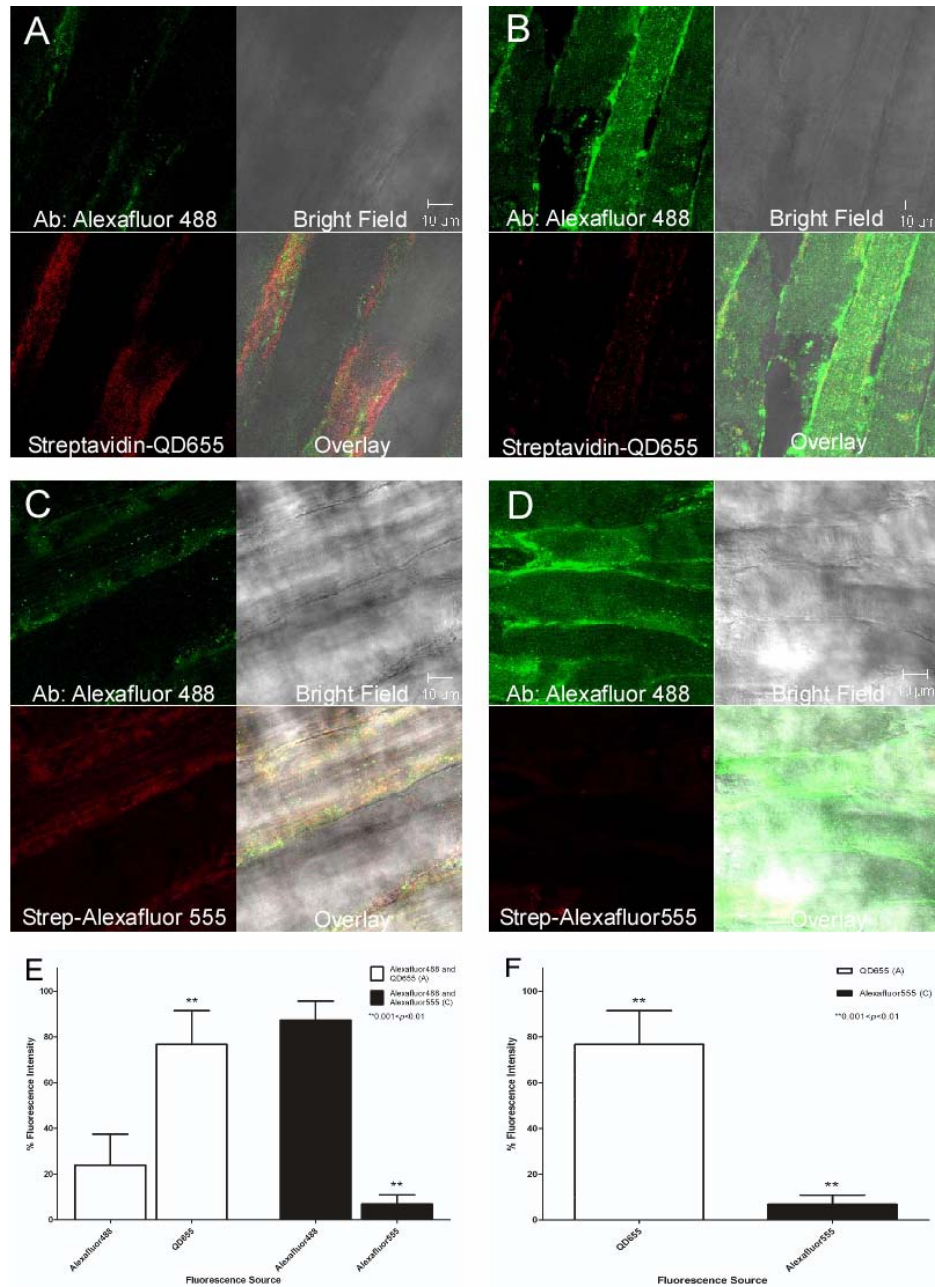 A
Ab: Alexafluor 488
Bright Field
10 µm
Streptavidin-QD655
Overlay
B
Ab: Alexafluor 488
Bright Field
10 µm
Streptavidin-QD655
Overlay
C
Ab: Alexafluor 488
Bright Field
10 µm
Strep-Alexafluor 555
Overlay
D
Ab: Alexafluor 488
Bright Field
Strep-Alexafluor555
Overlay
E
Alexafluor488 and
QD655 (A)
Alexafluor488 and
Alexafluor555 (C)
**0.001<p<0.01
% Fluorescence Intensity
100
80
60
40
20
0
**
**
Alexafluor488
QD655
Alexafluor488
Alexafluor555
Fluorescence Source
F
QD655 (A)
Alexafluor555 (C)
**0.001<p<0.01
% Fluorescence Intensity
100
80
60
40
20
0
**
**
QD655
Alexafluor555
Fluorescence Source